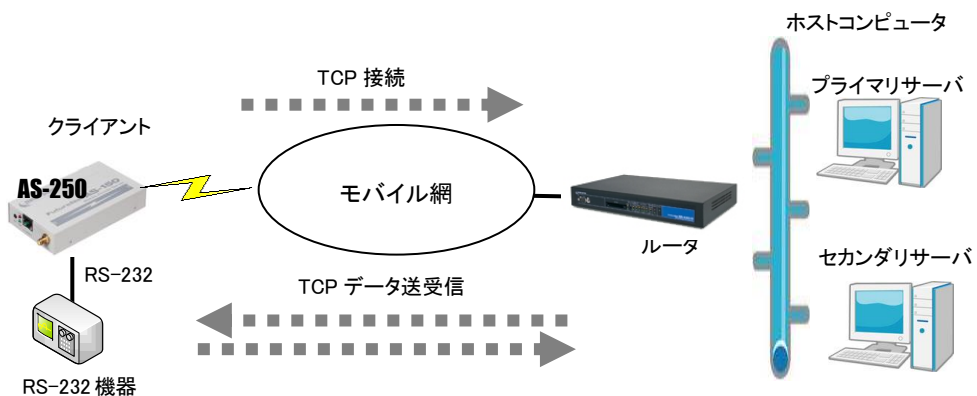 ホストコンピュータ
TCP 接続
プライマリサーバ
クライアント
AS-250
モバイル網
ルータ
セカンダリサーバ
RS-232
TCP データ送受信
RS-232 機器